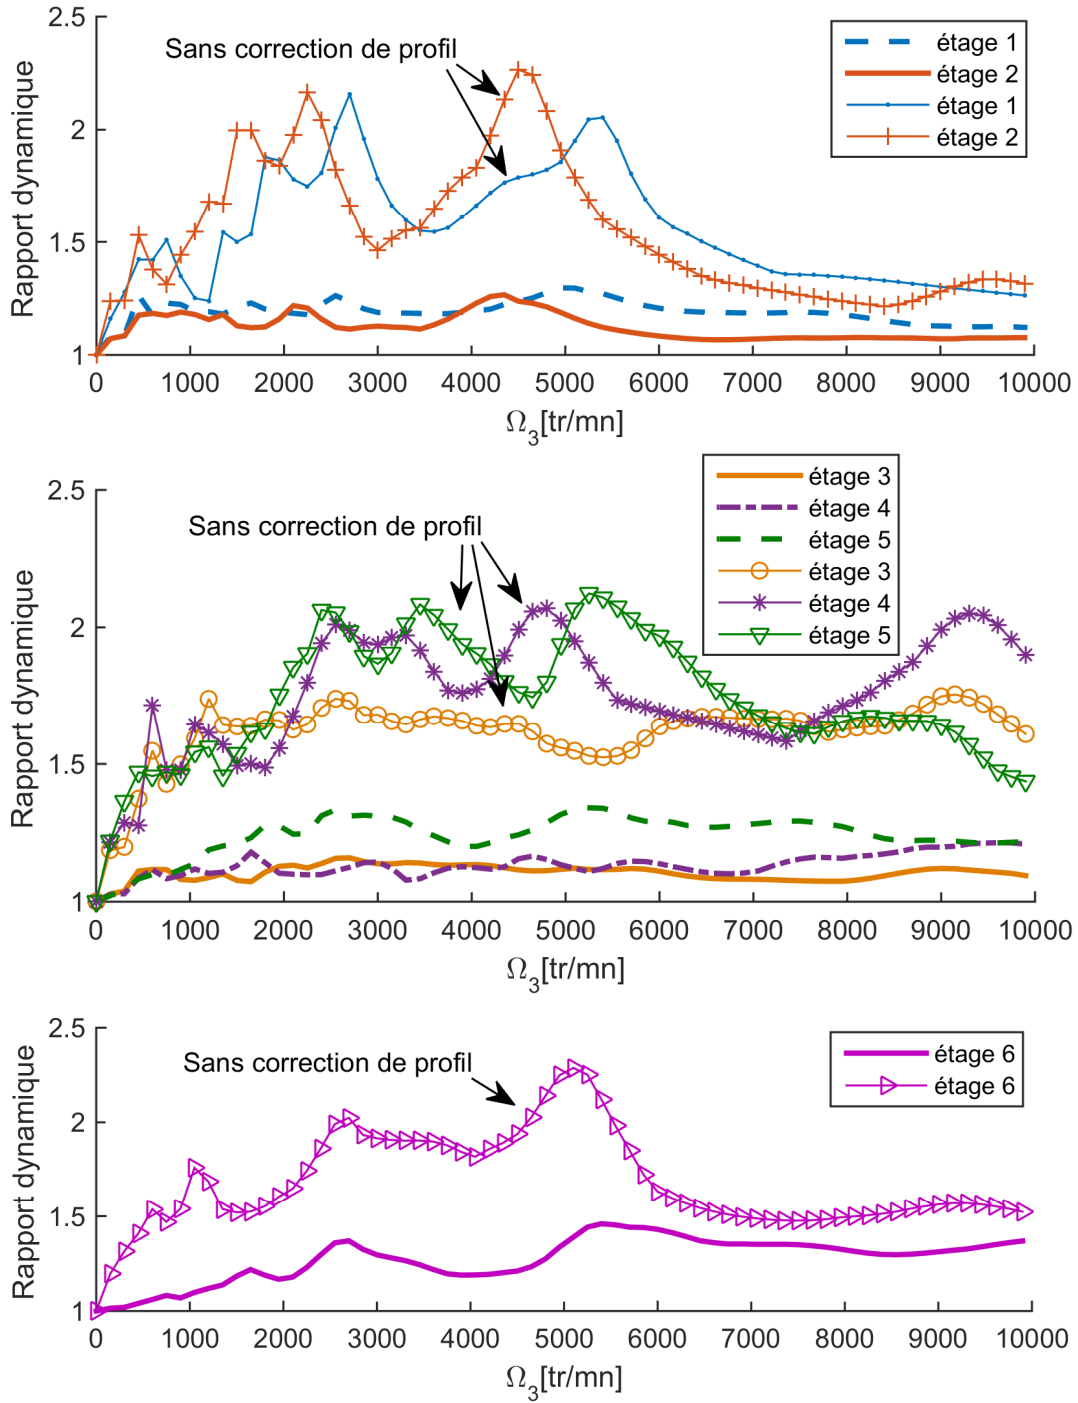 2.5
2
1.5
1
Rapport dynamique
Sans correction de profil
étage 1
étage 2
étage 1
étage 2
0 1000 2000 3000 4000 5000 6000 7000 8000 9000 10000
Ω3[tr/mn]
2.5
2
1.5
1
Rapport dynamique
Sans correction de profil
étage 3
étage 4
étage 5
étage 3
étage 4
étage 5
0 1000 2000 3000 4000 5000 6000 7000 8000 9000 10000
Ω3[tr/mn]
2.5
2
1.5
1
Rapport dynamique
Sans correction de profil
étage 6
étage 6
0 1000 2000 3000 4000 5000 6000 7000 8000 9000 10000
Ω3[tr/mn]